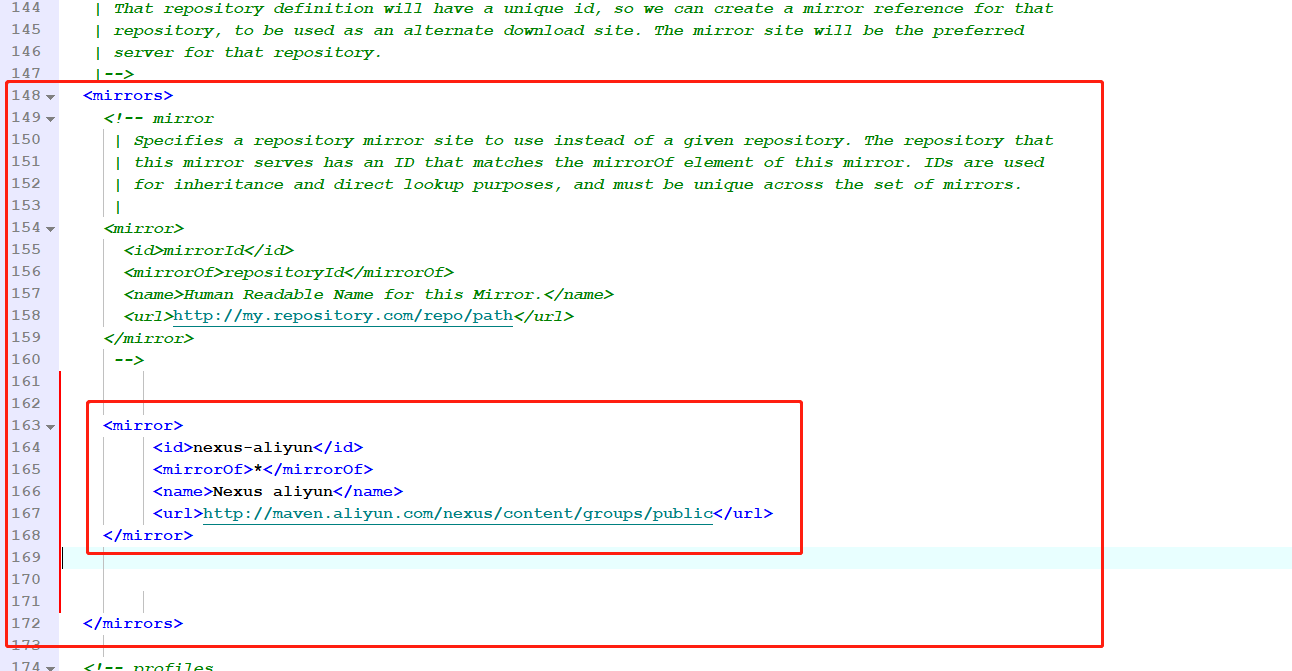 144 | That repository definition will have a unique id, so we can create a mirror reference for that
145 | repository, to be used as an alternate download site. The mirror site will be the preferred
146 | server for that repository.
147 |-->
148 <mirrors>
149 <!-- mirror
150 | Specifies a repository mirror site to use instead of a given repository. The repository that
151 | this mirror serves has an ID that matches the mirrorOf element of this mirror. IDs are used
152 | for inheritance and direct lookup purposes, and must be unique across the set of mirrors.
153 |
154 <mirror>
155 <id>mirrorId</id>
156 <mirrorOf>repositoryId</mirrorOf>
157 <name>Human Readable Name for this Mirror.</name>
158 <url>http://my.repository.com/repo/path</url>
159 </mirror>
160 -->
161
162
163 <mirror>
164 <id>nexus-aliyun</id>
165 <mirrorOf>*</mirrorOf>
166 <name>Nexus aliyun</name>
167 <url>http://maven.aliyun.com/nexus/content/groups/public</url>
168 </mirror>
169
170
171
172 </mirrors>
173
174 <!-- profiles